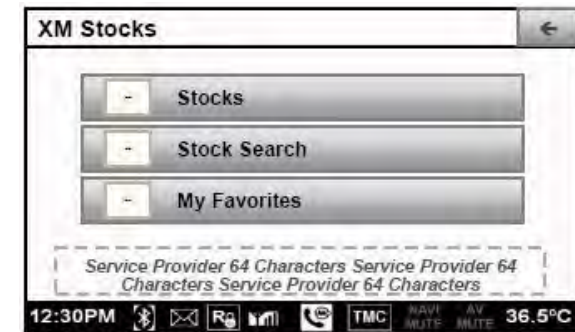 XM Stocks
- Stocks
- Stock Search
- My Favorites
Service Provider 64 Characters Service Provider 64
Characters Service Provider 64 Characters
12:30PM TMC NAVI MUTE AV MUTE 36.5ºC